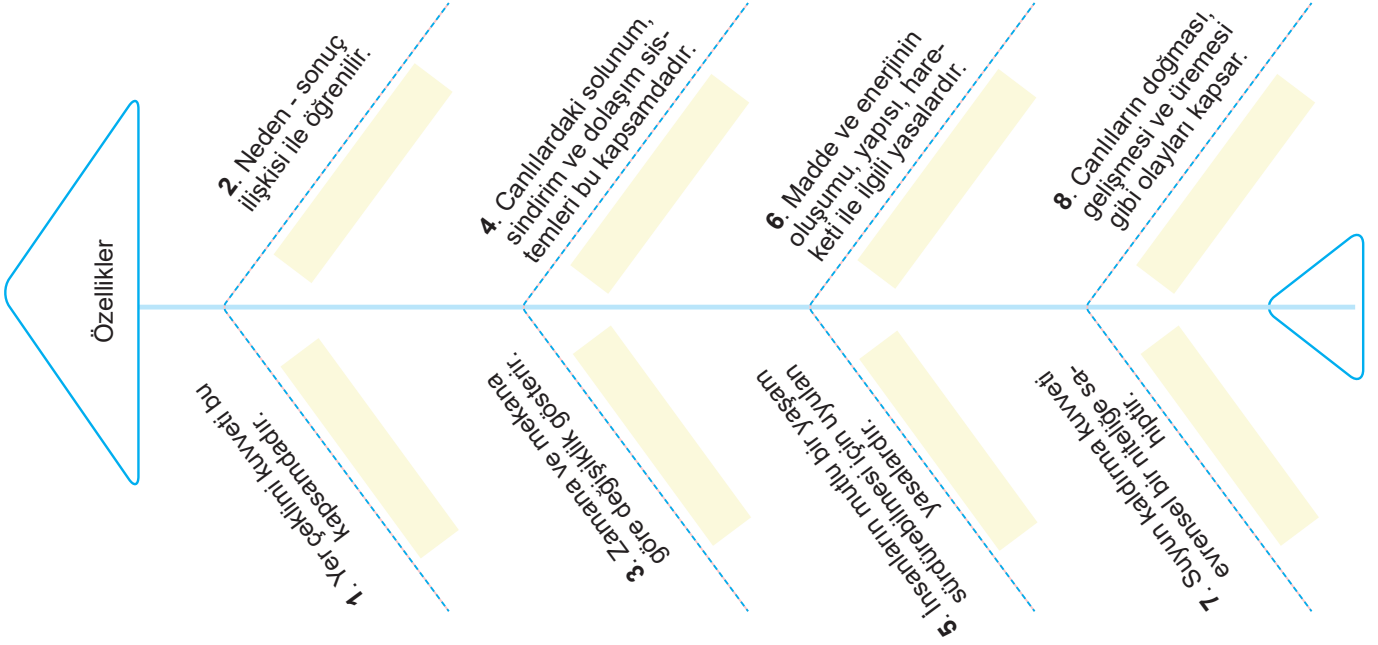 Özellikler
1. Yer çekilimi kuvveti bu
kapsamdadır.
2. Neden - sonuç
ilişkisi ile öğrenilir.
3. Zamana ve mekana
göre değişiklik gösterir.
4. Canlılardaki solunum,
sindirim ve dolaşım sis-
temleri bu kapsamdadır.
5. İnsanların mutlu bir yaşam
sürdürebilmesi için uyulan
yasalardır.
6. Madde ve enerjinin
oluşumu, yapısı, hare-
keti ile ilgili yasalardır.
7. Suyun kaldırma kuvveti
evrensel bir niteliğe sa-
hiptir.
8. Canlıların doğması,
gelişmesi ve üremesi
gibi olayları kapsar.